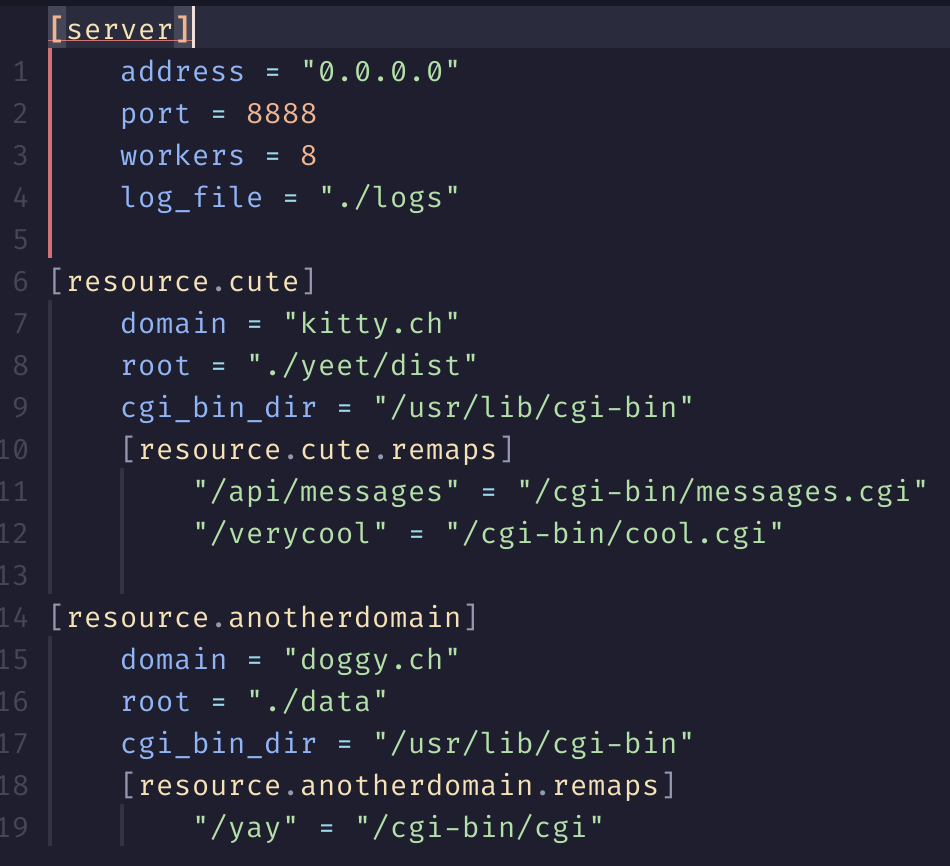 [server]
1     address = "0.0.0.0"
2     port = 8888
3     workers = 8
4     log_file = "./logs"
5
6 [resource.cute]
7     domain = "kitty.ch"
8     root = "./yeet/dist"
9     cgi_bin_dir = "/usr/lib/cgi-bin"
10     [resource.cute.remaps]
11         "/api/messages" = "/cgi-bin/messages.cgi"
12         "/verycool" = "/cgi-bin/cool.cgi"
13
14 [resource.anotherdomain]
15     domain = "doggy.ch"
16     root = "./data"
17     cgi_bin_dir = "/usr/lib/cgi-bin"
18     [resource.anotherdomain.remaps]
19         "/yay" = "/cgi-bin/cgi"